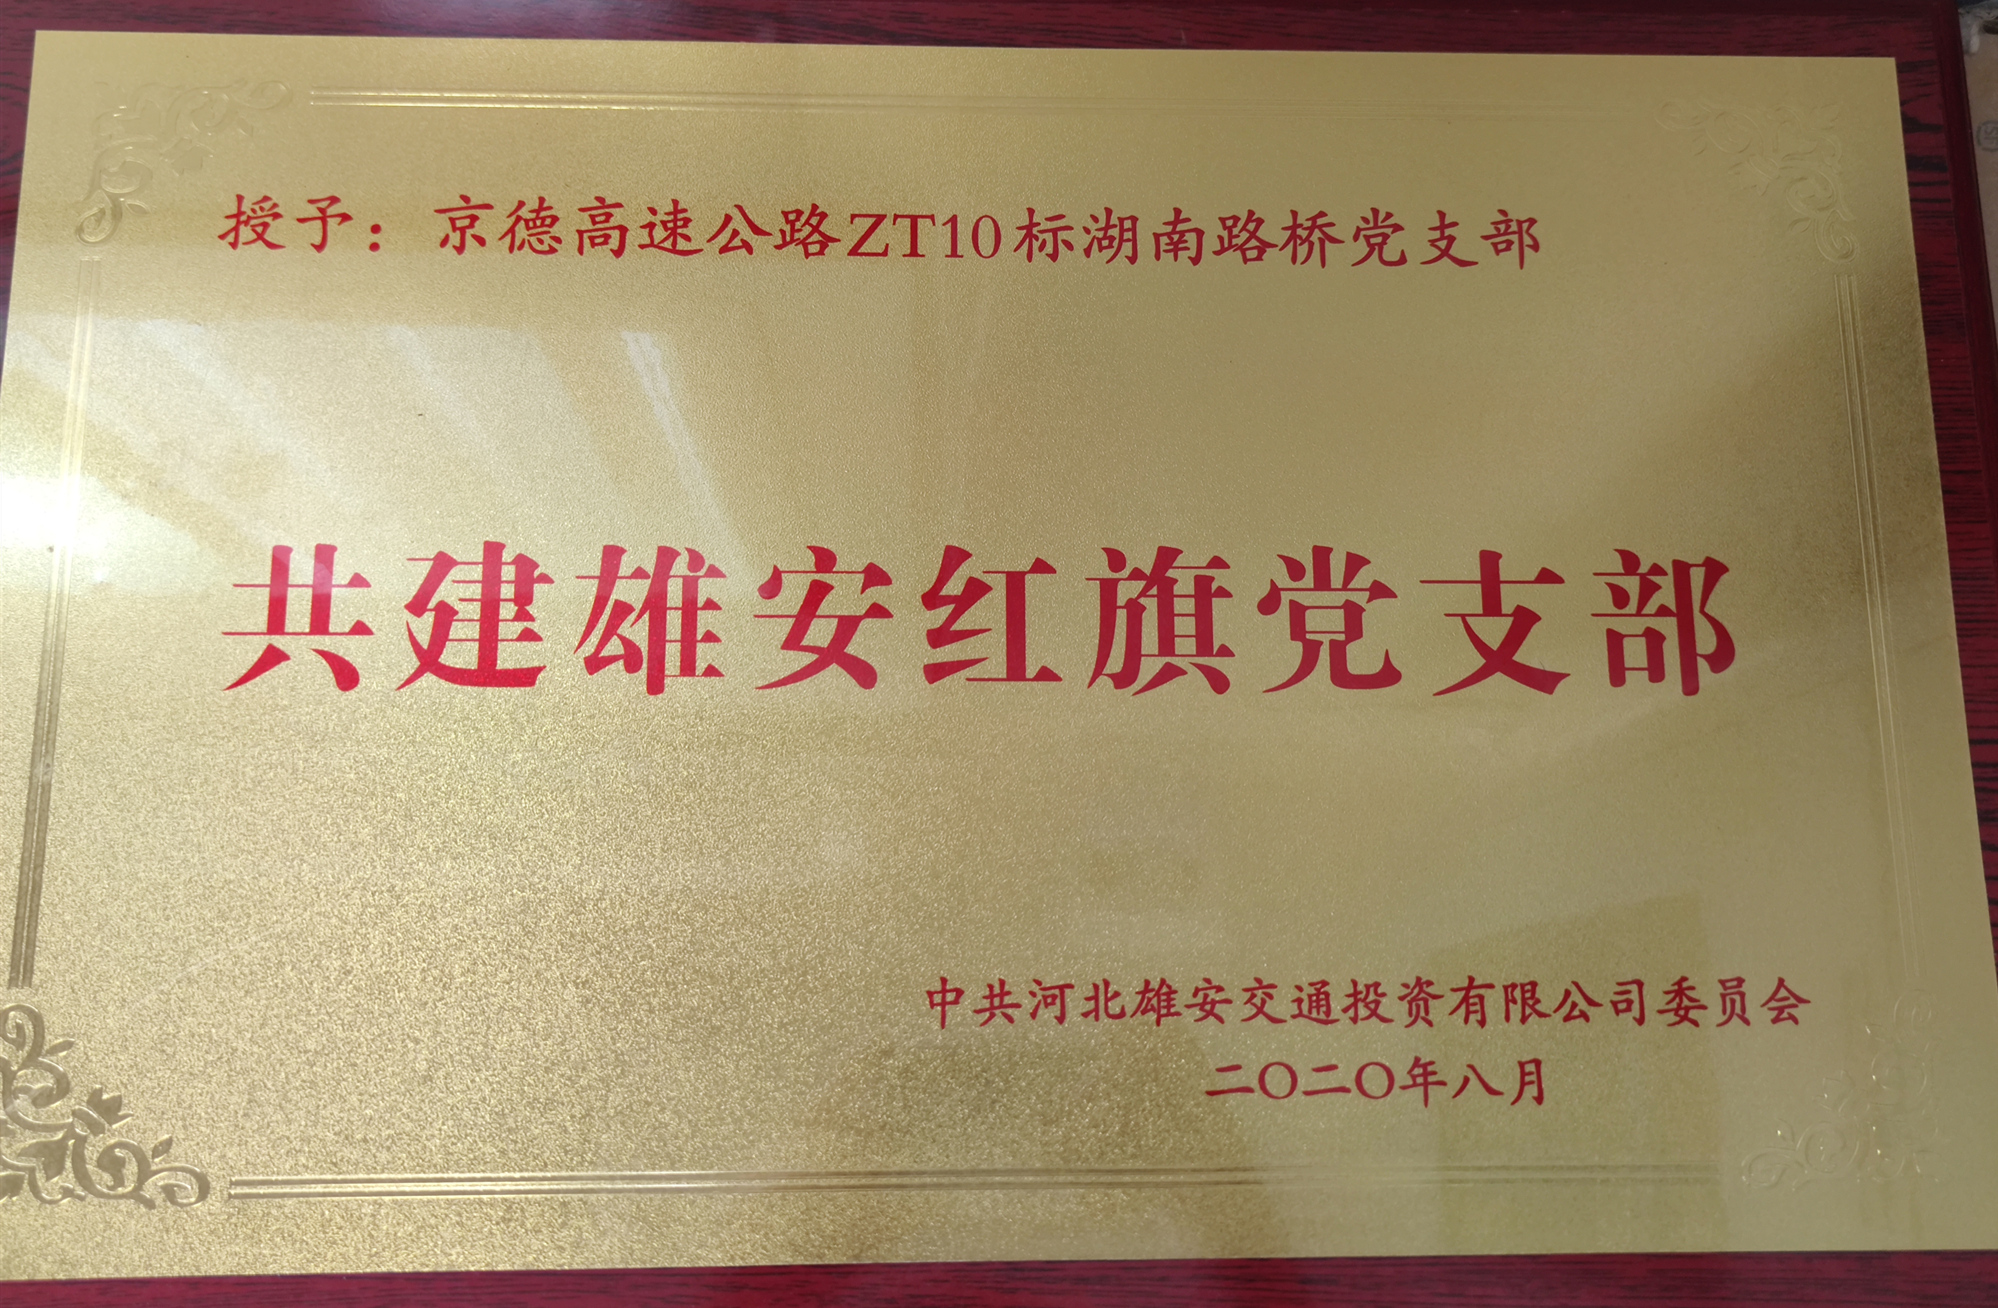 授予：京德高速公路ZT10标湖南路桥党支部
共建雄安红旗党支部
中共河北雄安交通投资有限公司委员会
二〇二〇年八月